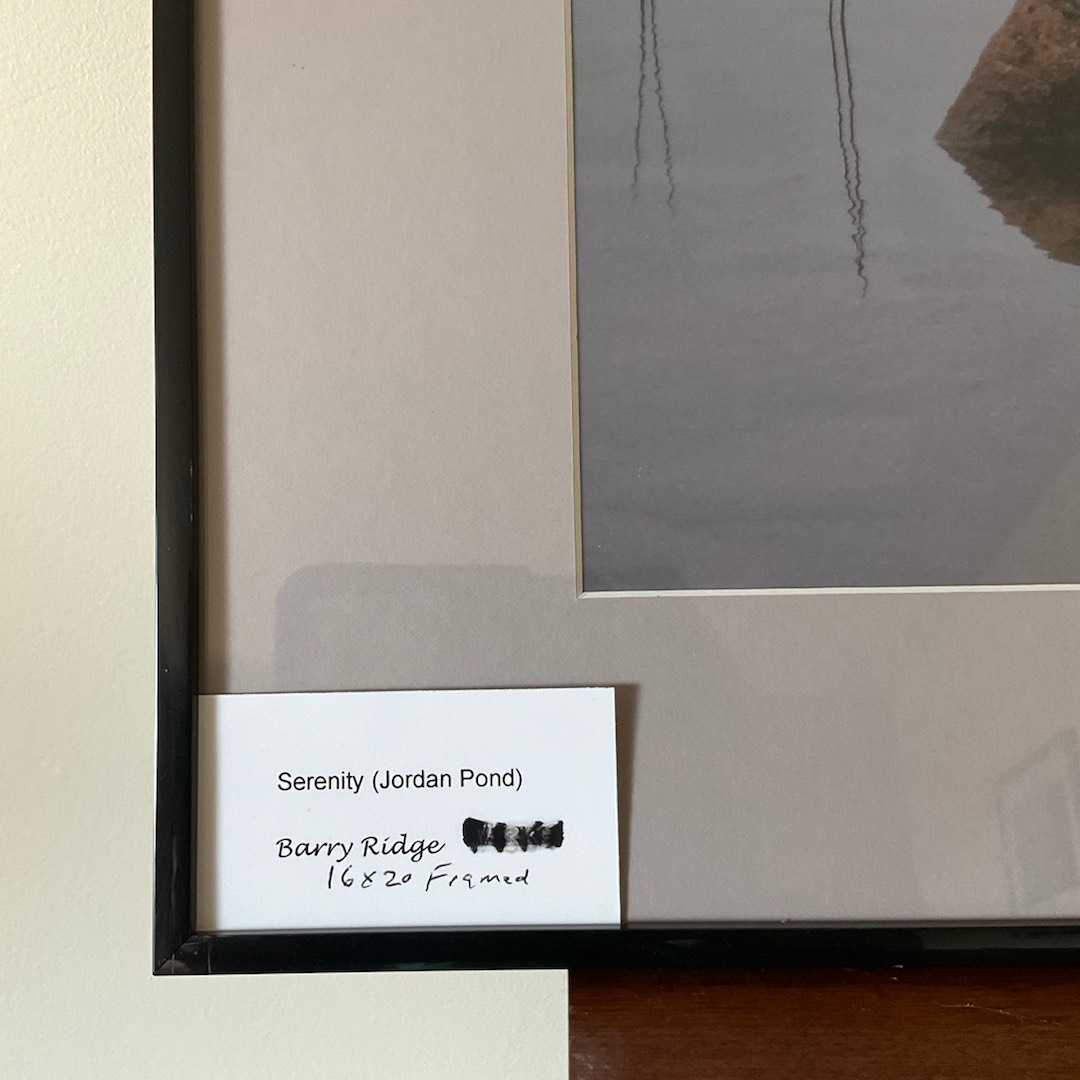 Serenity (Jordan Pond)
Barry Ridge
16x20 Framed